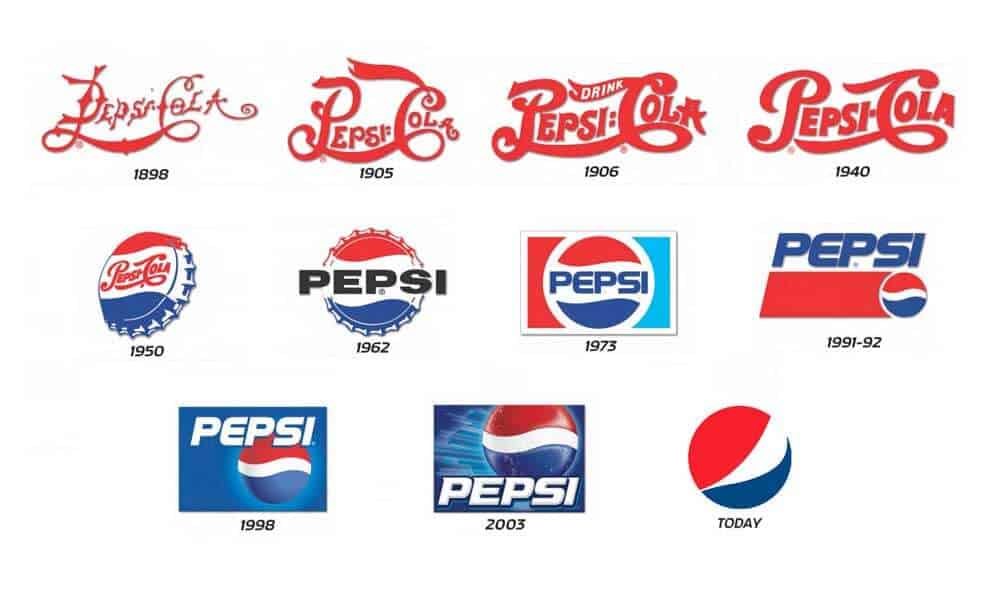 PEPSI-COLA
1898
PEPSI:COLA
1905
DRINK
PEPSI:COLA
1906
PEPSI-COLA
1940
PEPSI-COLA
1950
PEPSI
1962
PEPSI
1973
PEPSI
1991-92
PEPSI
1998
PEPSI
2003
TODAY